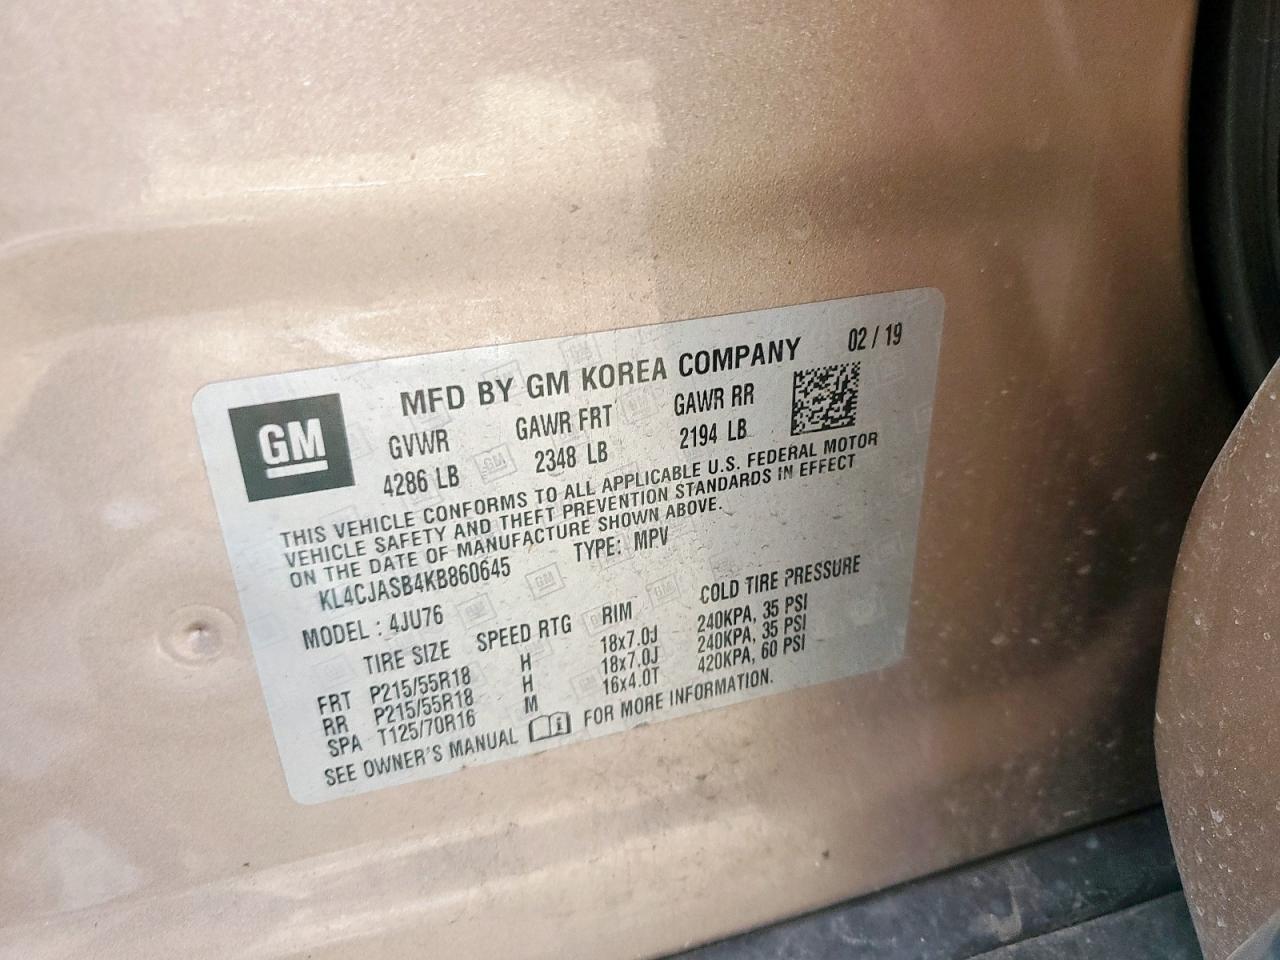 MFD BY GM KOREA COMPANY 02 / 19
GM
GVWR GAWR FRT GAWR RR
4286 LB 2348 LB 2194 LB
THIS VEHICLE CONFORMS TO ALL APPLICABLE U.S. FEDERAL MOTOR
VEHICLE SAFETY AND THEFT PREVENTION STANDARDS IN EFFECT
ON THE DATE OF MANUFACTURE SHOWN ABOVE.
KL4CJASB4KB860645 TYPE: MPV
MODEL : 4JU76
TIRE SIZE SPEED RTG RIM COLD TIRE PRESSURE
FRT P215/55R18 H 18x7.0J 240KPA, 35 PSI
RR P215/55R18 H 18x7.0J 240KPA, 35 PSI
SPA T125/70R16 M 16x4.0T 420KPA, 60 PSI
SEE OWNER'S MANUAL FOR MORE INFORMATION.